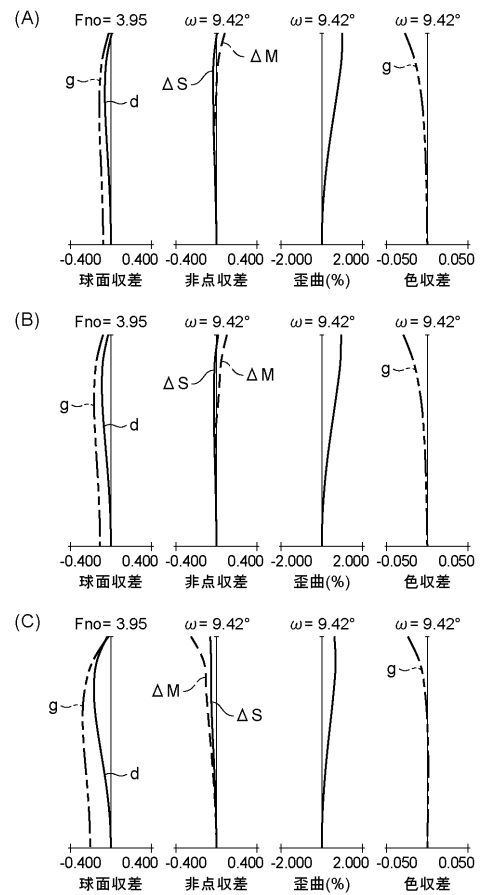 (A)
Fno= 3.95 ω= 9.42° ω= 9.42° ω= 9.42°
g d ΔS ΔM g
-0.400 0.400 -0.400 0.400 -2.000 2.000 -0.050 0.050
球面収差 非点収差 歪曲(%) 色収差
(B)
Fno= 3.95 ω= 9.42° ω= 9.42° ω= 9.42°
g d ΔS ΔM g
-0.400 0.400 -0.400 0.400 -2.000 2.000 -0.050 0.050
球面収差 非点収差 歪曲(%) 色収差
(C)
Fno= 3.95 ω= 9.42° ω= 9.42° ω= 9.42°
g d ΔM ΔS g
-0.400 0.400 -0.400 0.400 -2.000 2.000 -0.050 0.050
球面収差 非点収差 歪曲(%) 色収差